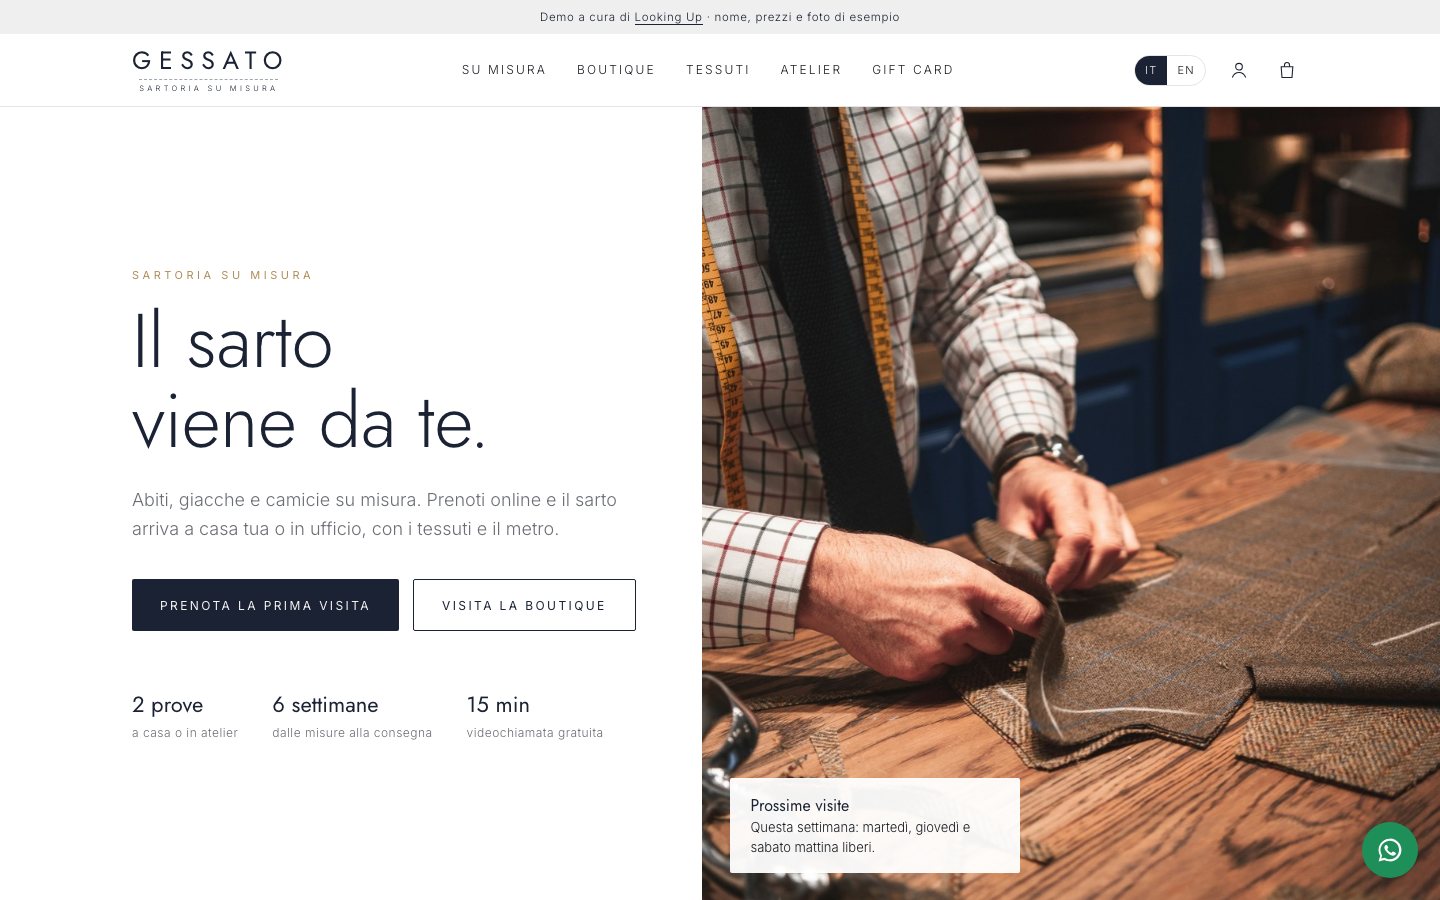 Demo a cura di Looking Up · nome, prezzi e foto di esempio
GESSATO
SARTORIA SU MISURA
SU MISURA
BOUTIQUE
TESSUTI
ATELIER
GIFT CARD
IT
EN
SARTORIA SU MISURA
Il sarto
viene da te.
Abiti, giacche e camicie su misura. Prenoti online e il sarto
arriva a casa tua o in ufficio, con i tessuti e il metro.
PRENOTA LA PRIMA VISITA
VISITA LA BOUTIQUE
2 prove
a casa o in atelier
6 settimane
dalle misure alla consegna
15 min
videochiamata gratuita
Prossime visite
Questa settimana: martedì, giovedì e
sabato mattina liberi.